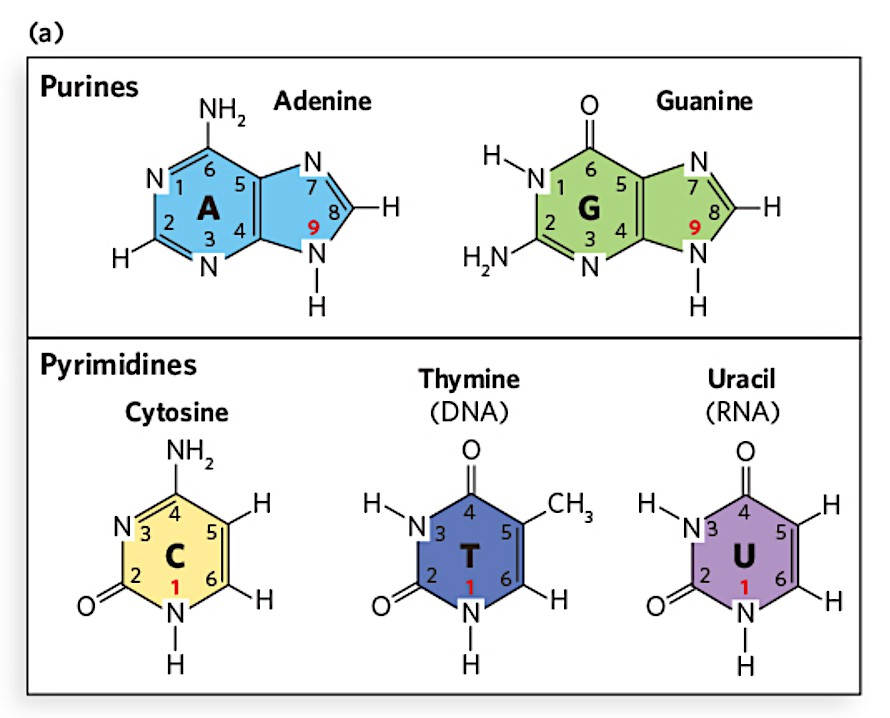 (a)
Purines
Adenine
NH2
N 1 2 3 4 5 6 7 8 9
A
H
N
N
N
H
H
Guanine
O
H
N 1 2 3 4 5 6 7 8 9
G
H2N
N
N
N
H
H
Pyrimidines
Cytosine
NH2
N 3 4 5 H
C
2 1 6
O N H
H
Thymine
(DNA)
O
H N 3 4 5 CH3
T
2 1 6
O N H
H
Uracil
(RNA)
O
H N 3 4 5 H
U
2 1 6
O N H
H